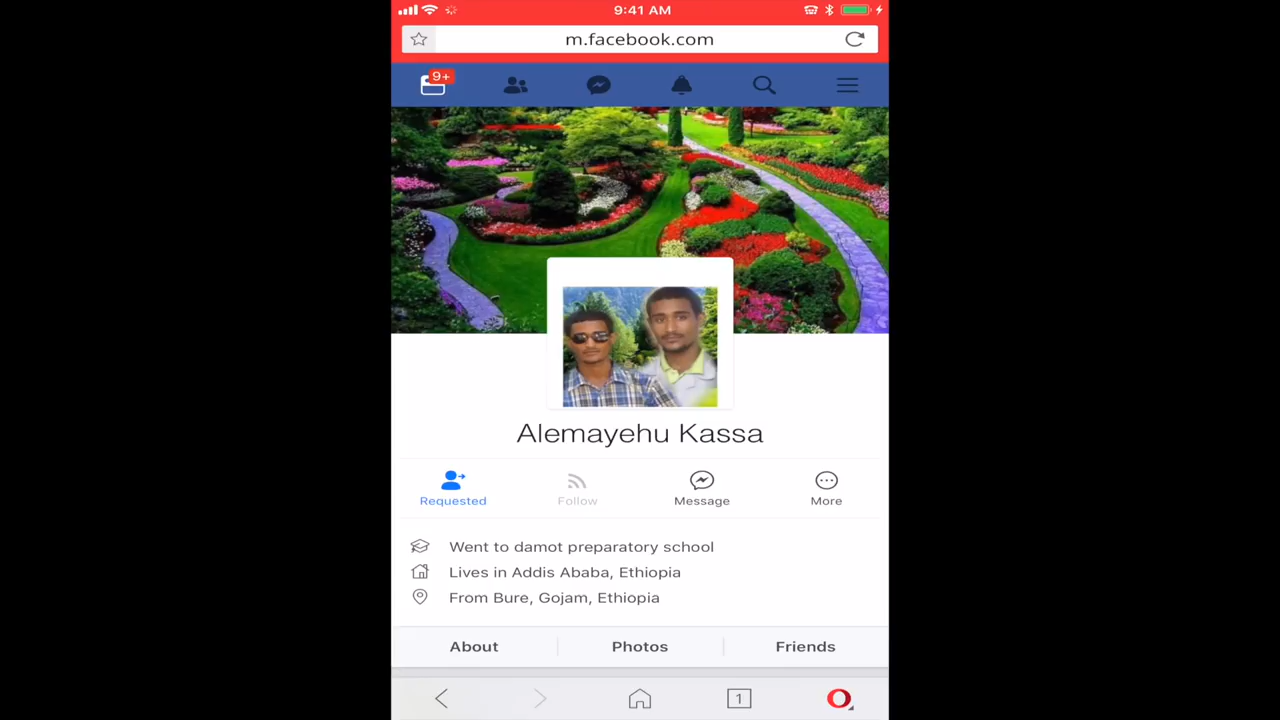 9:41 AM
m.facebook.com
9+
Alemayehu Kassa
Requested
Follow
Message
More
Went to damot preparatory school
Lives in Addis Ababa, Ethiopia
From Bure, Gojam, Ethiopia
About
Photos
Friends
1